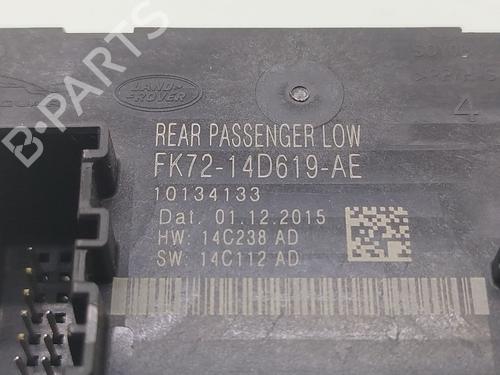 B-PARTS
LAND-
ROVER
4
REAR PASSENGER LOW
FK72-14D619-AE
10134133
Dat. 01.12.2015
HW: 14C238 AD
SW: 14C112 AD